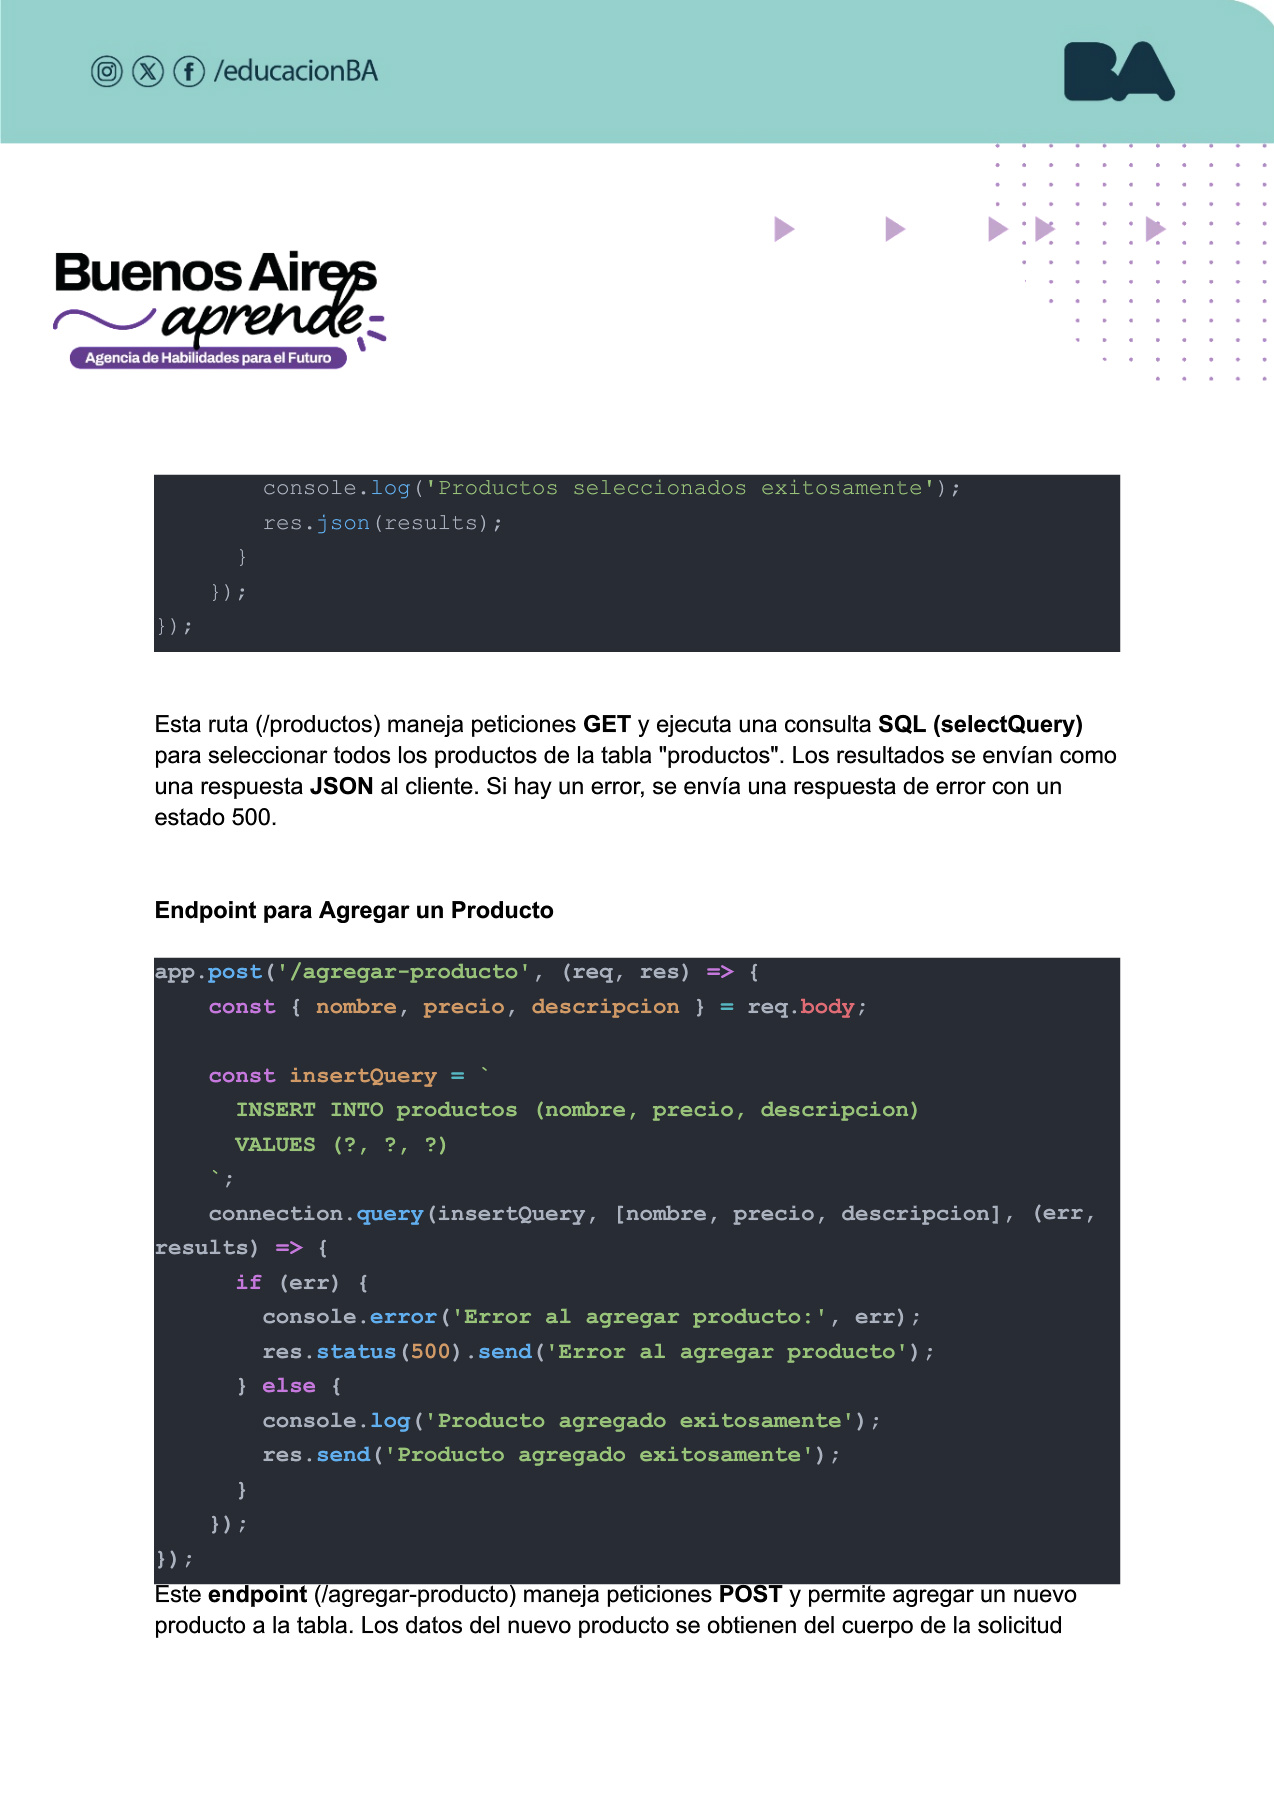 /educacionBA
BA
Buenos Aires
aprende
Agencia de Habilidades para el Futuro
console.log('Productos seleccionados exitosamente');
res.json(results);
}
});
});
Esta ruta (/productos) maneja peticiones GET y ejecuta una consulta SQL (selectQuery)
para seleccionar todos los productos de la tabla "productos". Los resultados se envían como
una respuesta JSON al cliente. Si hay un error, se envía una respuesta de error con un
estado 500.
Endpoint para Agregar un Producto
app.post('/agregar-producto', (req, res) => {
const { nombre, precio, descripcion } = req.body;
const insertQuery = `
INSERT INTO productos (nombre, precio, descripcion)
VALUES (?, ?, ?)
`;
connection.query(insertQuery, [nombre, precio, descripcion], (err,
results) => {
if (err) {
console.error('Error al agregar producto:', err);
res.status(500).send('Error al agregar producto');
} else {
console.log('Producto agregado exitosamente');
res.send('Producto agregado exitosamente');
}
});
});
Este endpoint (/agregar-producto) maneja peticiones POST y permite agregar un nuevo
producto a la tabla. Los datos del nuevo producto se obtienen del cuerpo de la solicitud